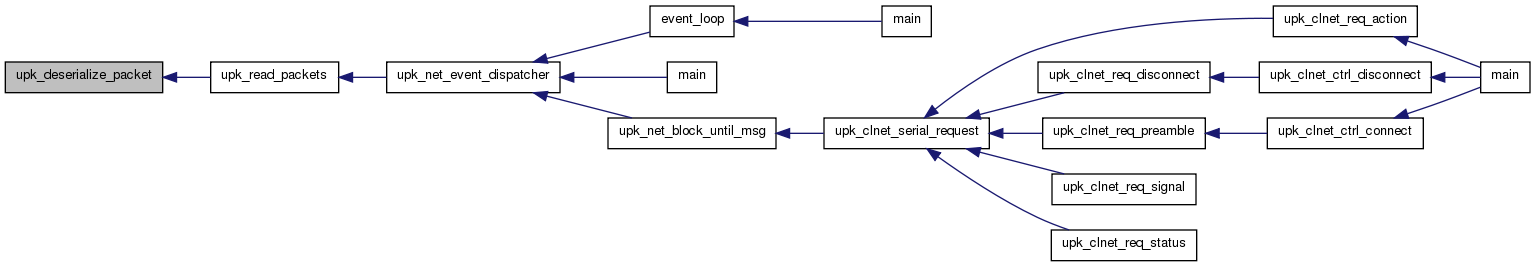 upk_deserialize_packet
upk_read_packets
upk_net_event_dispatcher
event_loop
main
main
upk_net_block_until_msg
upk_clnet_serial_request
upk_clnet_req_action
upk_clnet_req_disconnect
upk_clnet_ctrl_disconnect
main
upk_clnet_req_preamble
upk_clnet_ctrl_connect
upk_clnet_req_signal
upk_clnet_req_status